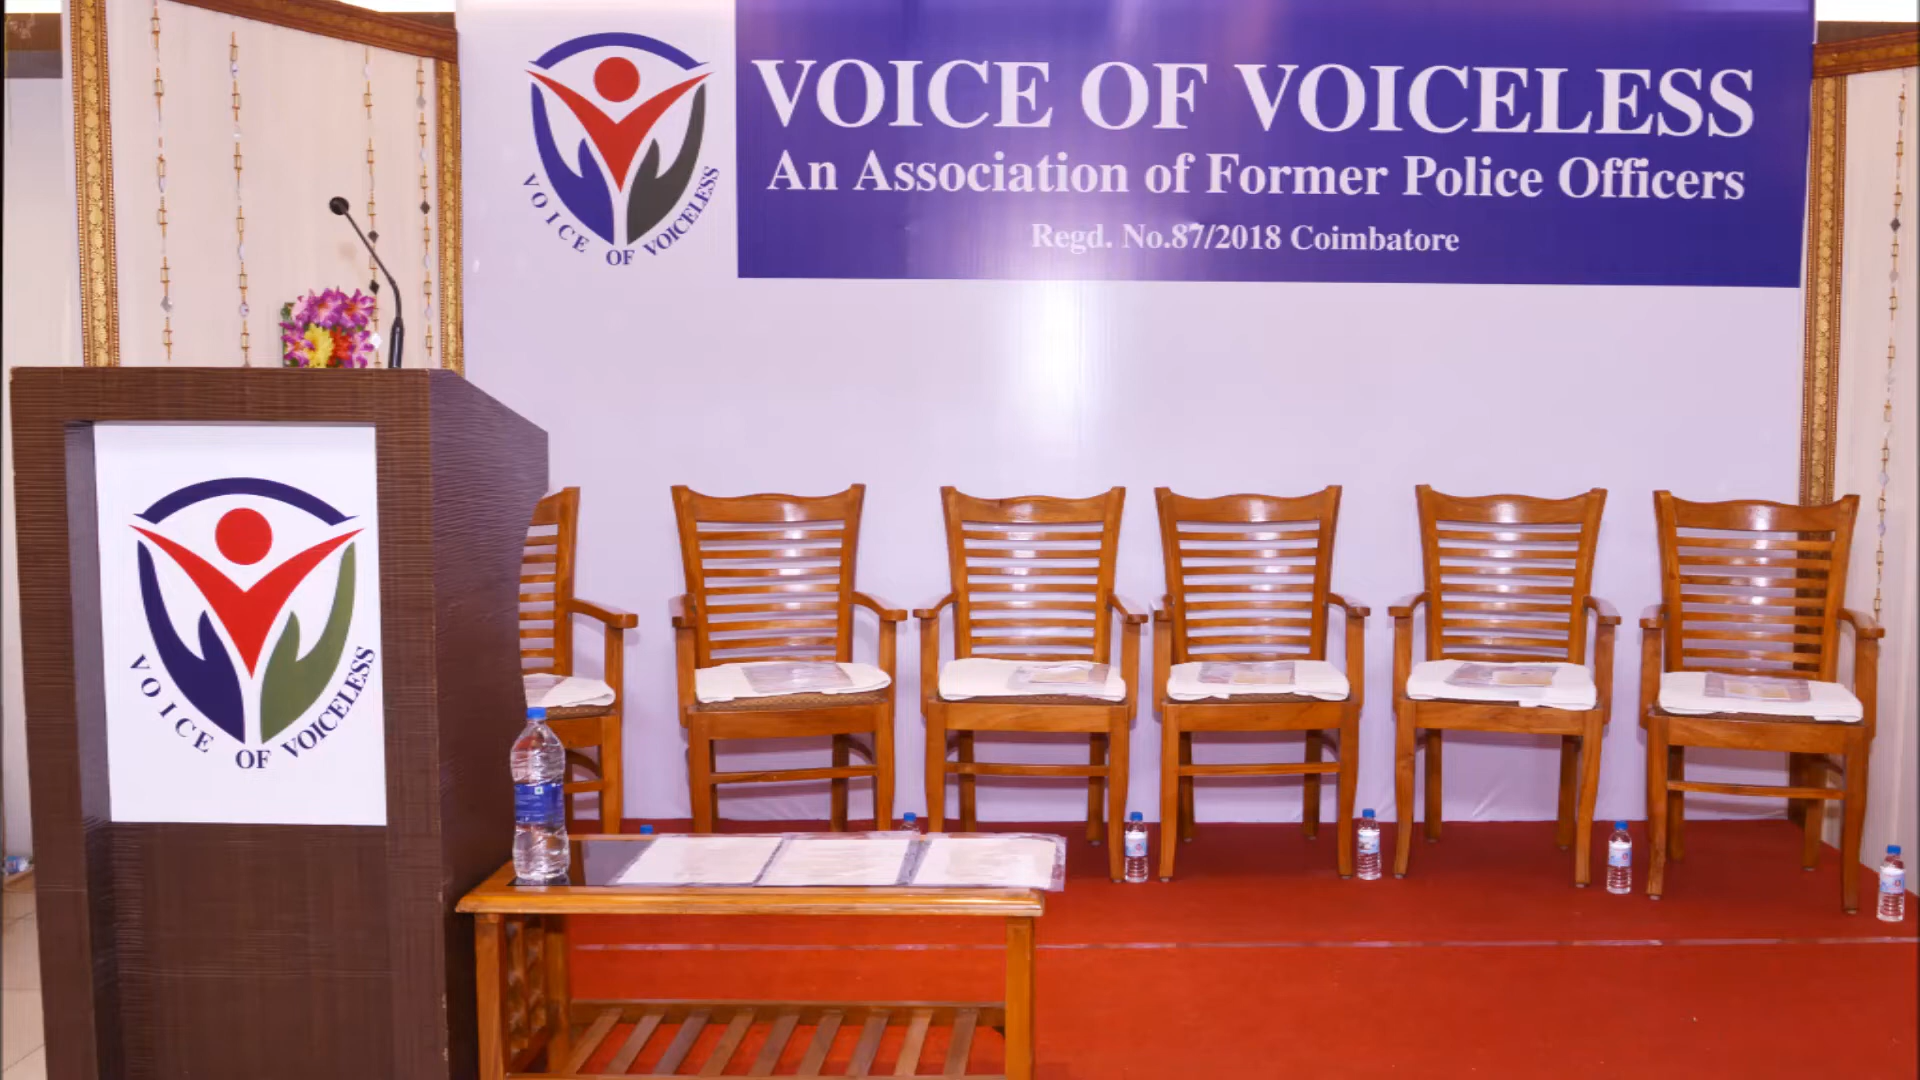 VOICE OF VOICELESS
An Association of Former Police Officers
Regd. No.87/2018 Coimbatore
VOICE OF VOICELESS
VOICE OF VOICELESS